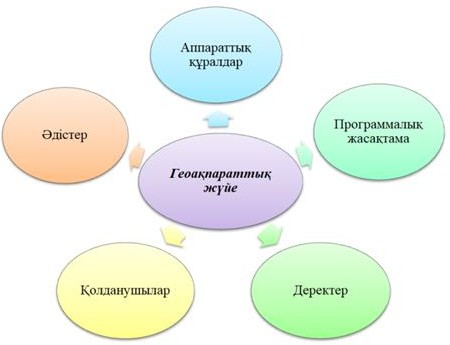 Аппараттық
құралдар
Әдістер
Программалық
жасақтама
Геоақпараттық
жүйе
Қолданушылар
Деректер